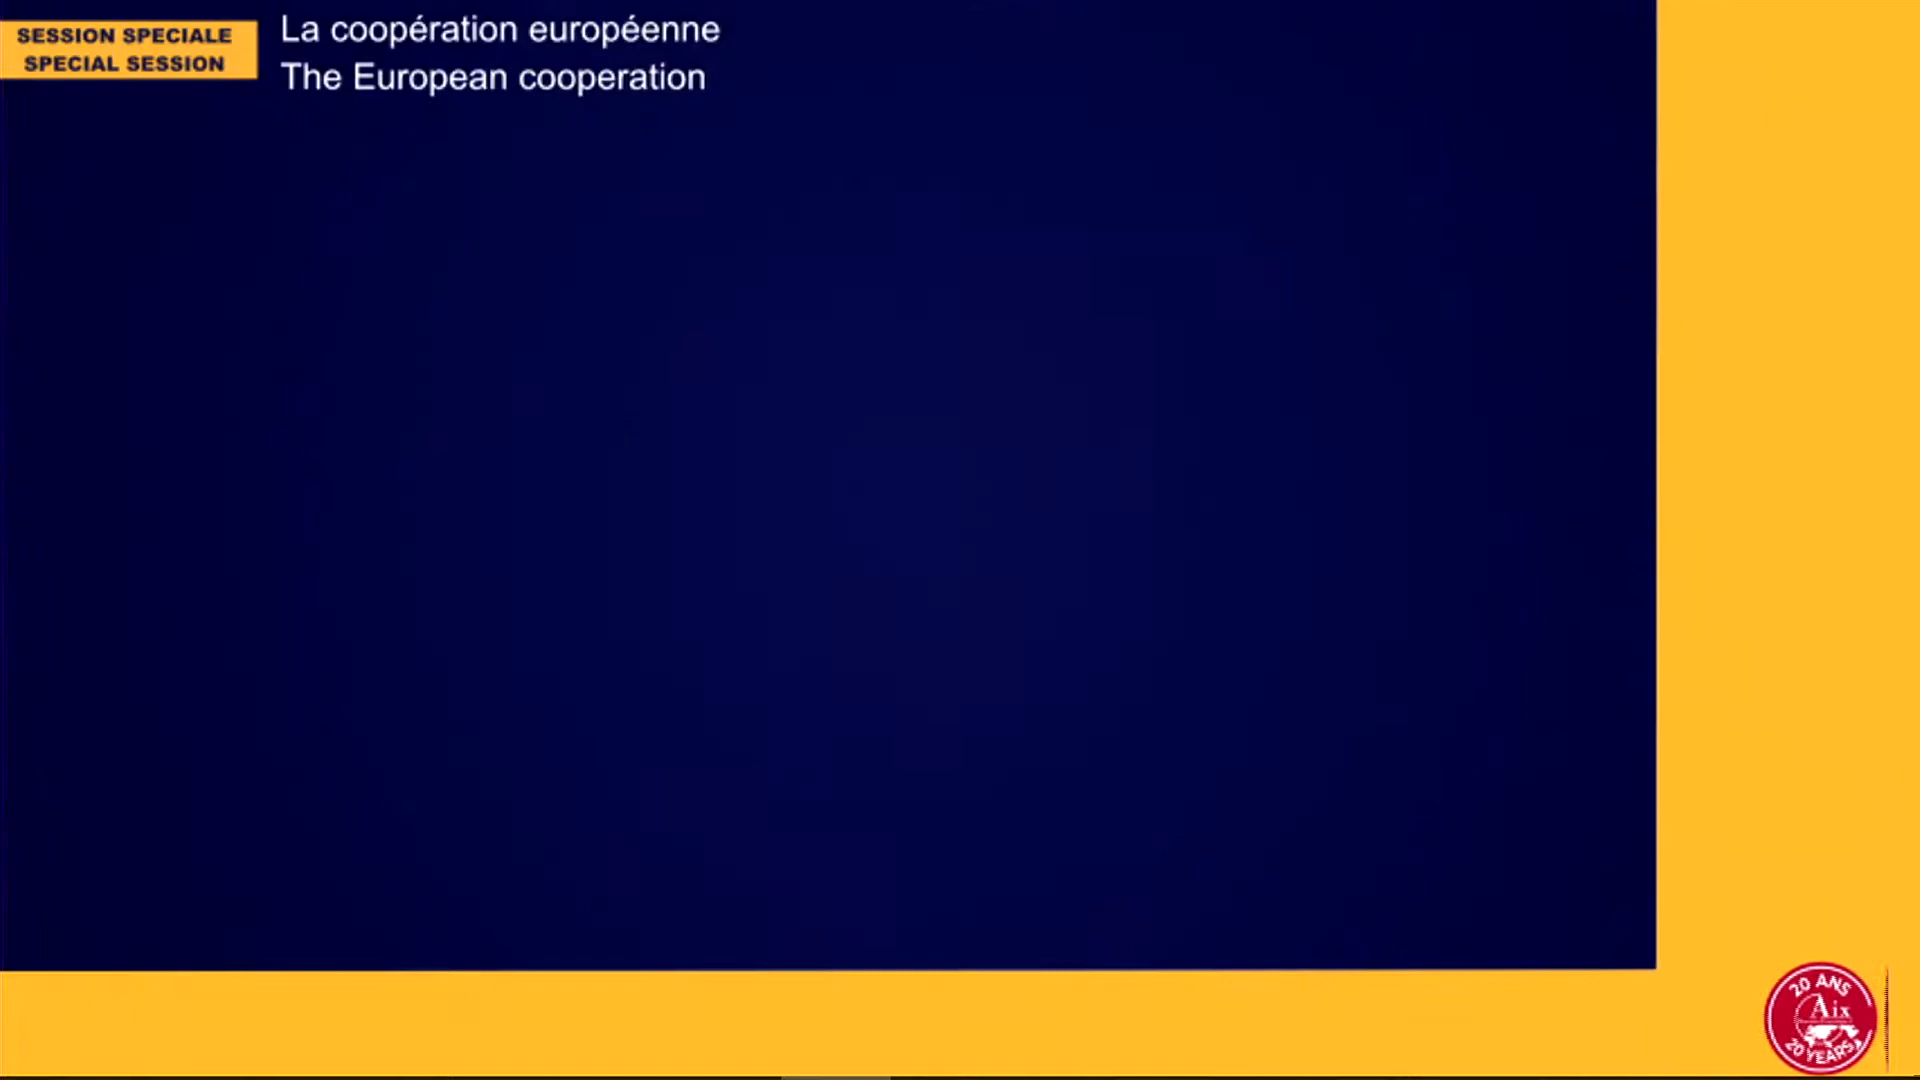 SESSION SPECIALE
SPECIAL SESSION
La coopération européenne
The European cooperation
20 ANS
Aix
20 YEARS